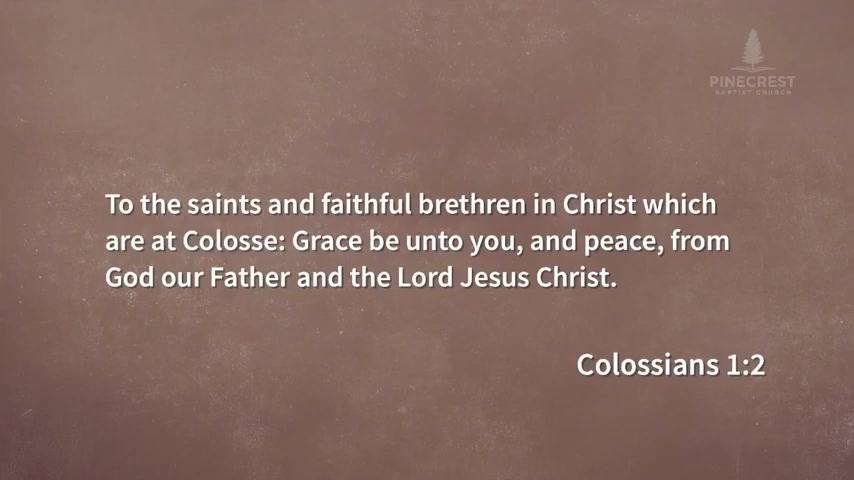 PINECREST
BAPTIST CHURCH
To the saints and faithful brethren in Christ which
are at Colosse: Grace be unto you, and peace, from
God our Father and the Lord Jesus Christ.
Colossians 1:2